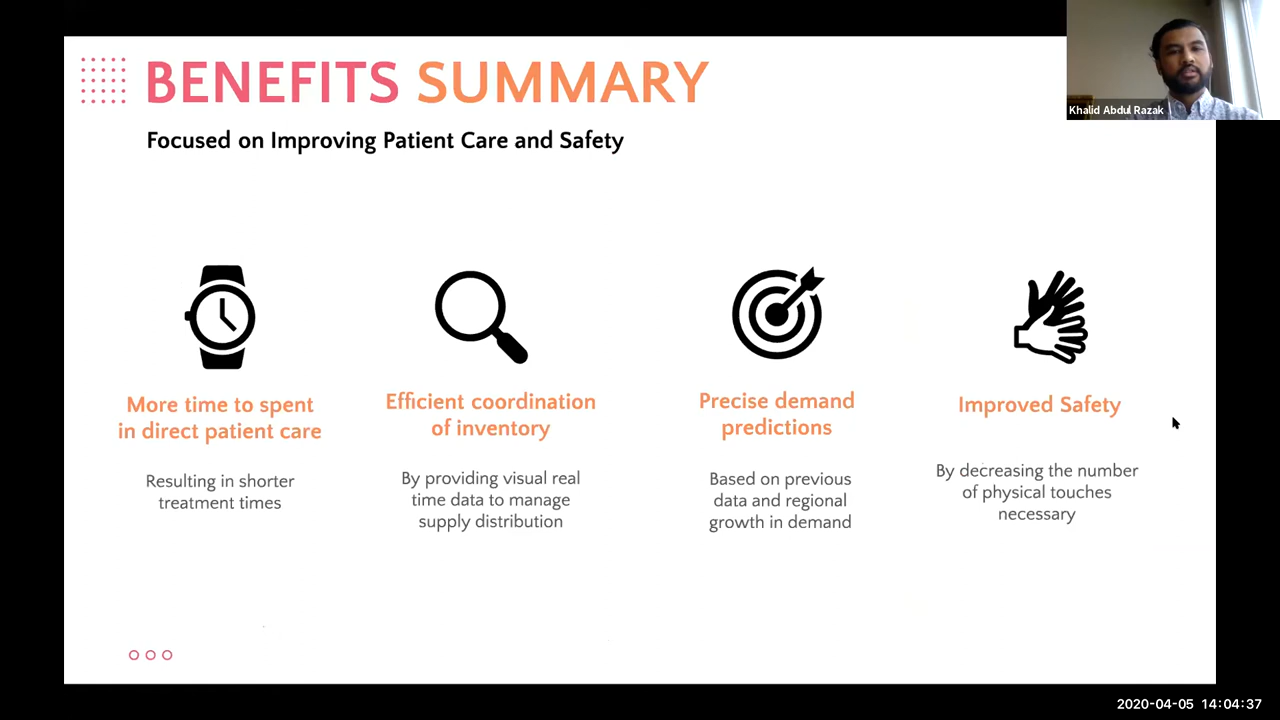 BENEFITS SUMMARY
Focused on Improving Patient Care and Safety
Khalid Abdul Razak
More time to spent
in direct patient care
Resulting in shorter
treatment times
Efficient coordination
of inventory
By providing visual real
time data to manage
supply distribution
Precise demand
predictions
Based on previous
data and regional
growth in demand
Improved Safety
By decreasing the number
of physical touches
necessary
2020-04-05 14:04:37